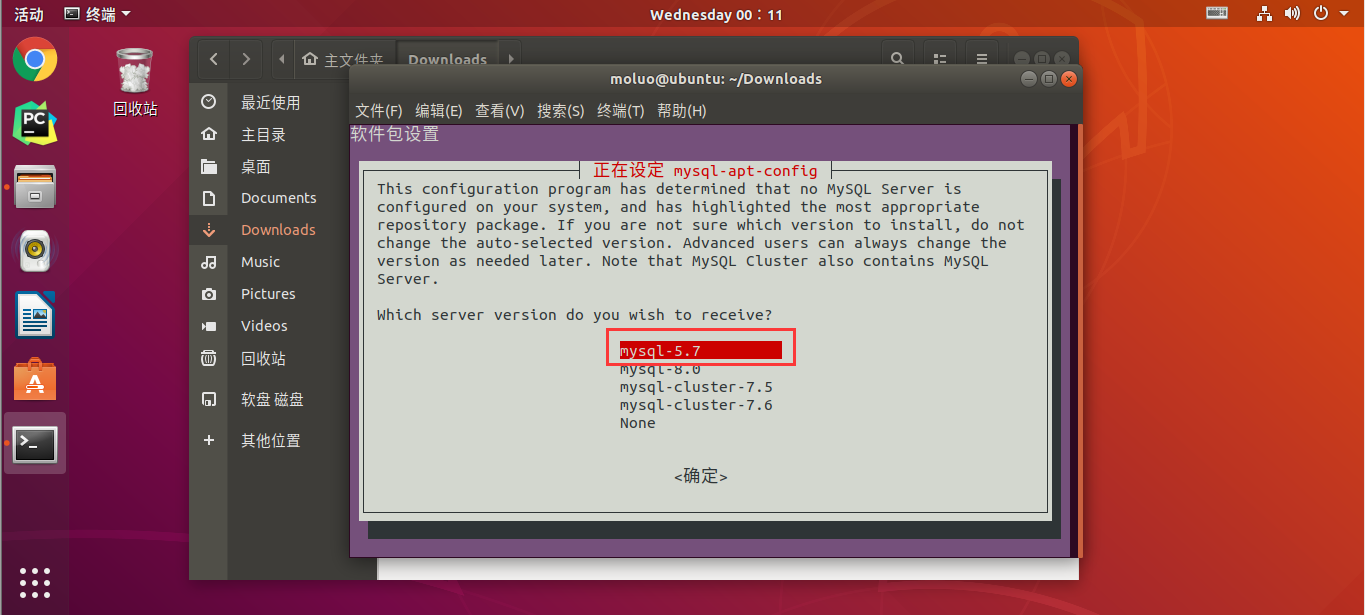 活动 终端 Wednesday 00：11
回收站
主文件夹 Downloads
最近使用
主目录
桌面
Documents
Downloads
Music
Pictures
Videos
回收站
软盘 磁盘
+ 其他位置
PC
moluo@ubuntu: ~/Downloads
文件(F) 编辑(E) 查看(V) 搜索(S) 终端(T) 帮助(H)
软件包设置
正在设定 mysql-apt-config
This configuration program has determined that no MySQL Server is
configured on your system, and has highlighted the most appropriate
repository package. If you are not sure which version to install, do not
change the auto-selected version. Advanced users can always change the
version as needed later. Note that MySQL Cluster also contains MySQL
Server.
Which server version do you wish to receive?
mysql-5.7
mysql-8.0
mysql-cluster-7.5
mysql-cluster-7.6
None
<确定>